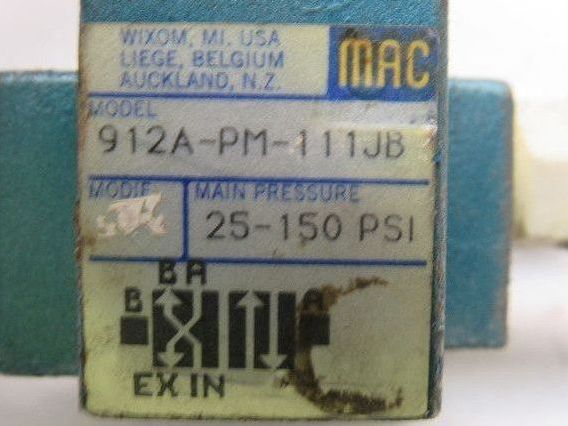 WIXOM, MI. USA
LIEGE, BELGIUM
AUCKLAND, N.Z.
MAC
MODEL
912A-PM-111JB
MODIF
MAIN PRESSURE
25-150 PSI
BA
B A
EX IN